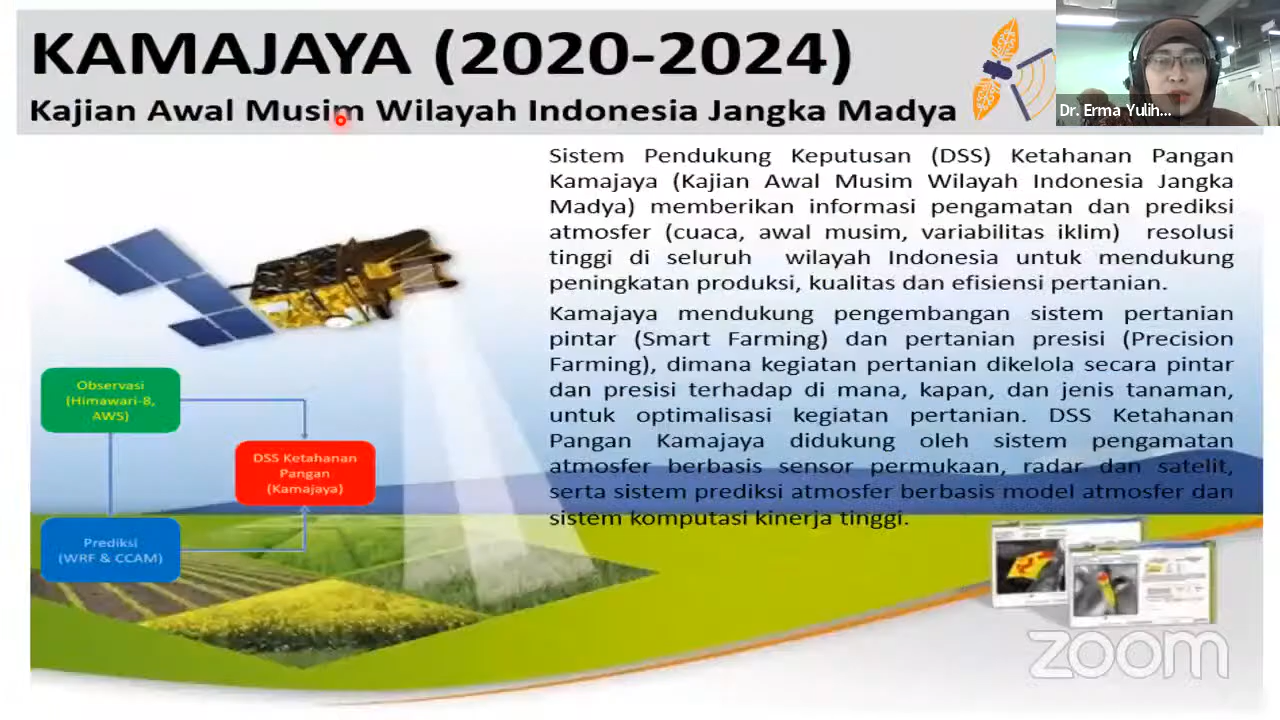 KAMAJAYA (2020-2024)
Kajian Awal Musim Wilayah Indonesia Jangka Madya
Dr. Erma Yulih...
Sistem Pendukung Keputusan (DSS) Ketahanan Pangan
Kamajaya (Kajian Awal Musim Wilayah Indonesia Jangka
Madya) memberikan informasi pengamatan dan prediksi
atmosfer (cuaca, awal musim, variabilitas iklim) resolusi
tinggi di seluruh wilayah Indonesia untuk mendukung
peningkatan produksi, kualitas dan efisiensi pertanian.
Kamajaya mendukung pengembangan sistem pertanian
pintar (Smart Farming) dan pertanian presisi (Precision
Farming), dimana kegiatan pertanian dikelola secara pintar
dan presisi terhadap di mana, kapan, dan jenis tanaman,
untuk optimalisasi kegiatan pertanian. DSS Ketahanan
Pangan Kamajaya didukung oleh sistem pengamatan
atmosfer berbasis sensor permukaan, radar dan satelit,
serta sistem prediksi atmosfer berbasis model atmosfer dan
sistem komputasi kinerja tinggi.
Observasi
(Himawari-8,
AWS)
DSS Ketahanan
Pangan
(Kamajaya)
Prediksi
(WRF & CCAM)
zoom